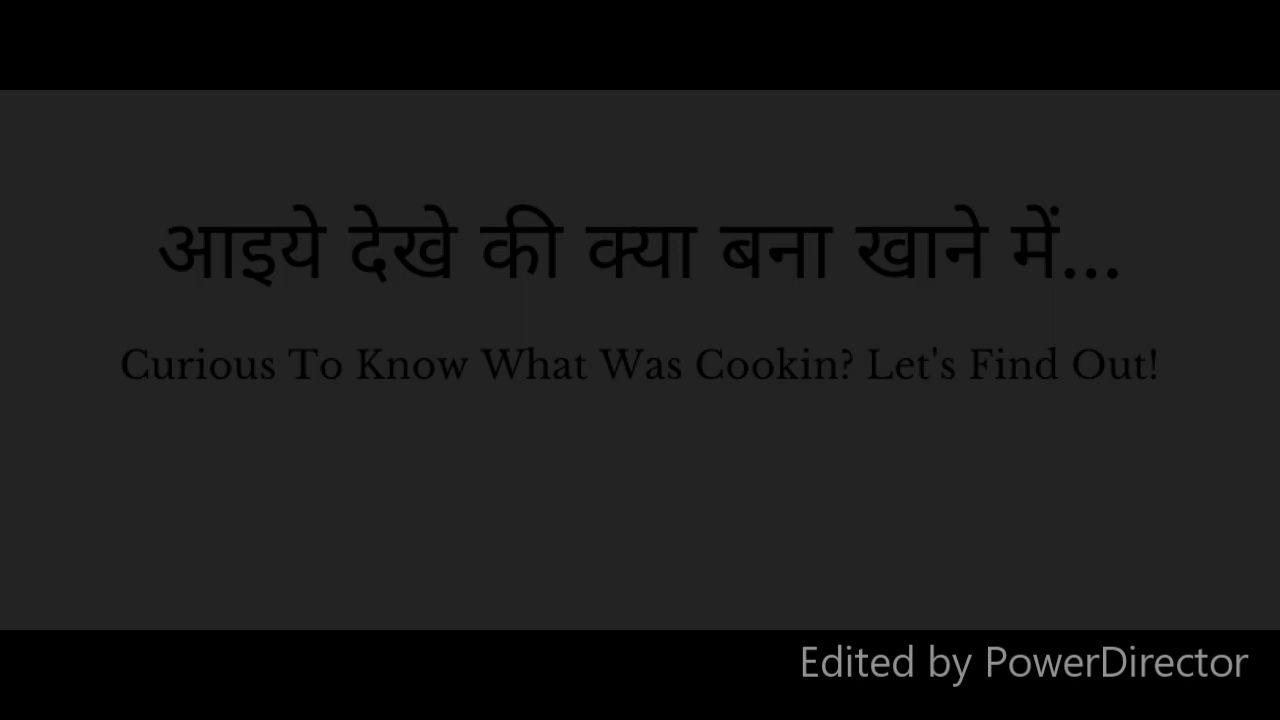 आइये देखे की क्या बना खाने में...
Curious To Know What Was Cookin? Let's Find Out!
Edited by PowerDirector